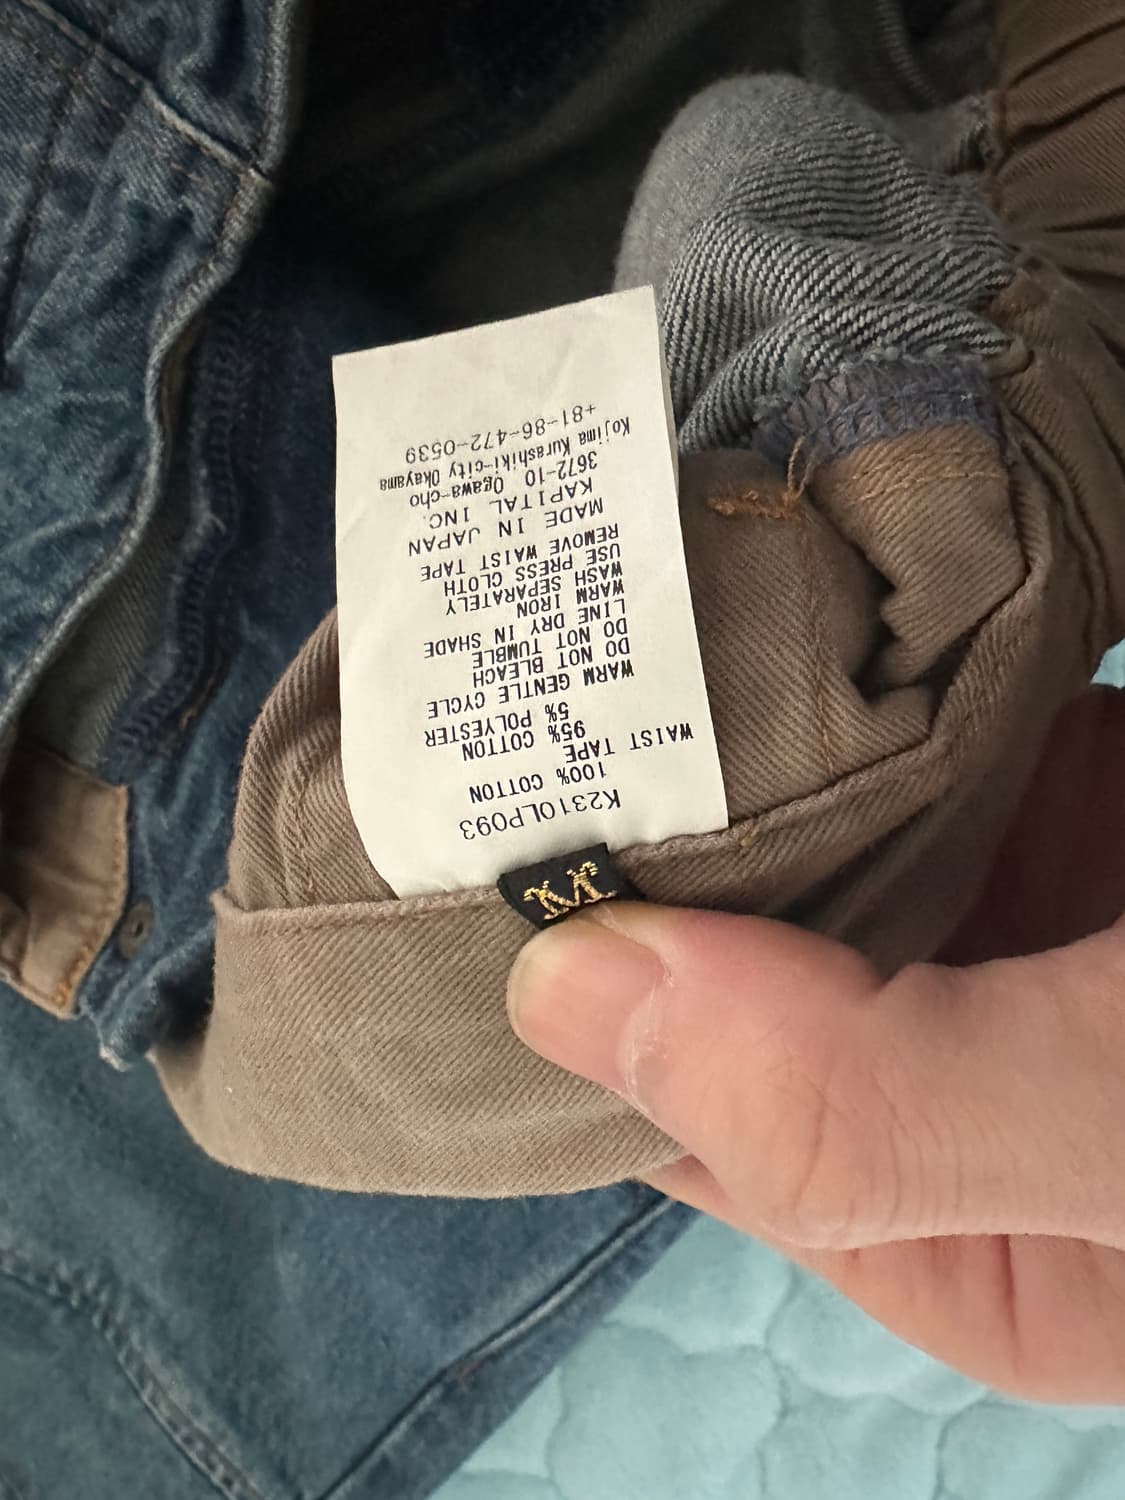 K2310LP093
100% COTTON
WAIST TAPE
95% COTTON
5% POLYESTER
WARM GENTLE CYCLE
DO NOT BLEACH
DO NOT TUMBLE
LINE DRY IN SHADE
WARM IRON
WASH SEPARATELY
USE PRESS CLOTH
REMOVE WAIST TAPE
MADE IN JAPAN
KAPITAL INC.
3672-10 Ogawa-cho
Kojima Kurashiki-city Okayama
+81-86-472-0539
M